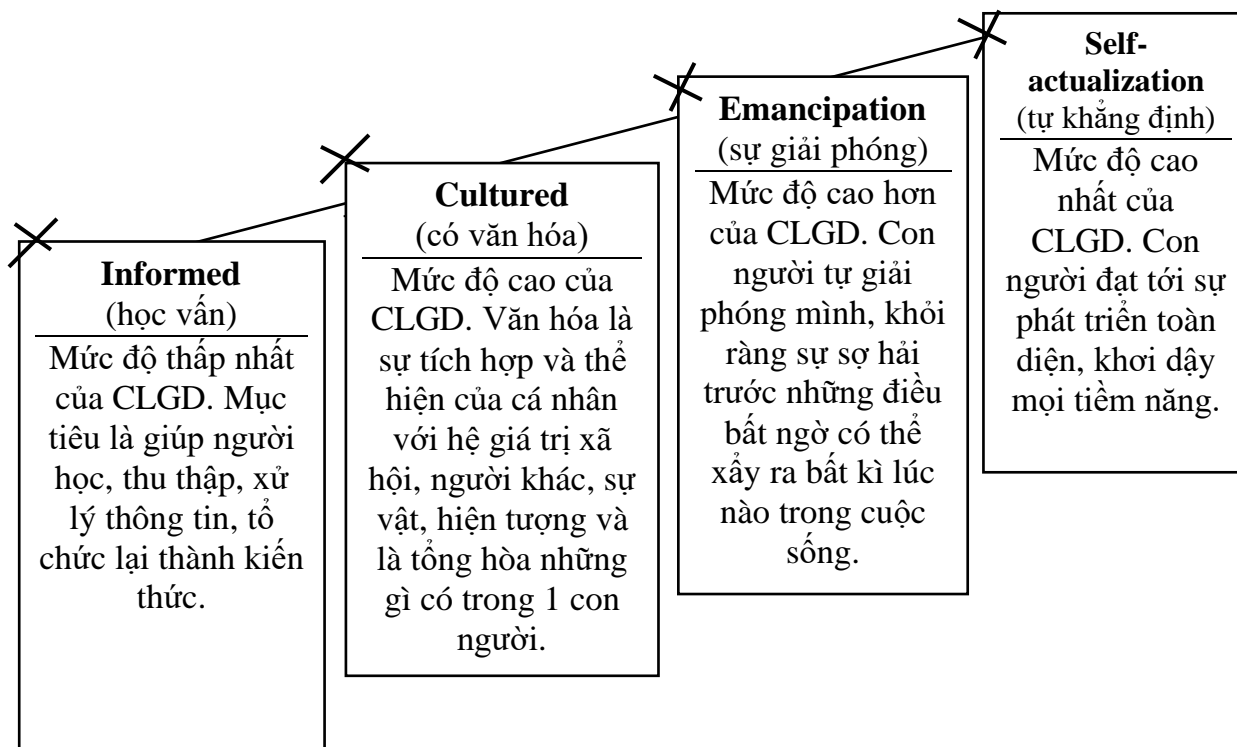 Informed
(học vấn)
Mức độ thấp nhất
của CLGD. Mục
tiêu là giúp người
học, thu thập, xử
lý thông tin, tổ
chức lại thành kiến
thức.
Cultured
(có văn hóa)
Mức độ cao của
CLGD. Văn hóa là
sự tích hợp và thể
hiện của cá nhân
với hệ giá trị xã
hội, người khác, sự
vật, hiện tượng và
là tổng hòa những
gì có trong 1 con
người.
Emancipation
(sự giải phóng)
Mức độ cao hơn
của CLGD. Con
người tự giải
phóng mình, khỏi
ràng sự sợ hải
trước những điều
bất ngờ có thể
xẩy ra bất kì lúc
nào trong cuộc
sống.
Self-
actualization
(tự khẳng định)
Mức độ cao
nhất của
CLGD. Con
người đạt tới sự
phát triển toàn
diện, khơi dậy
mọi tiềm năng.